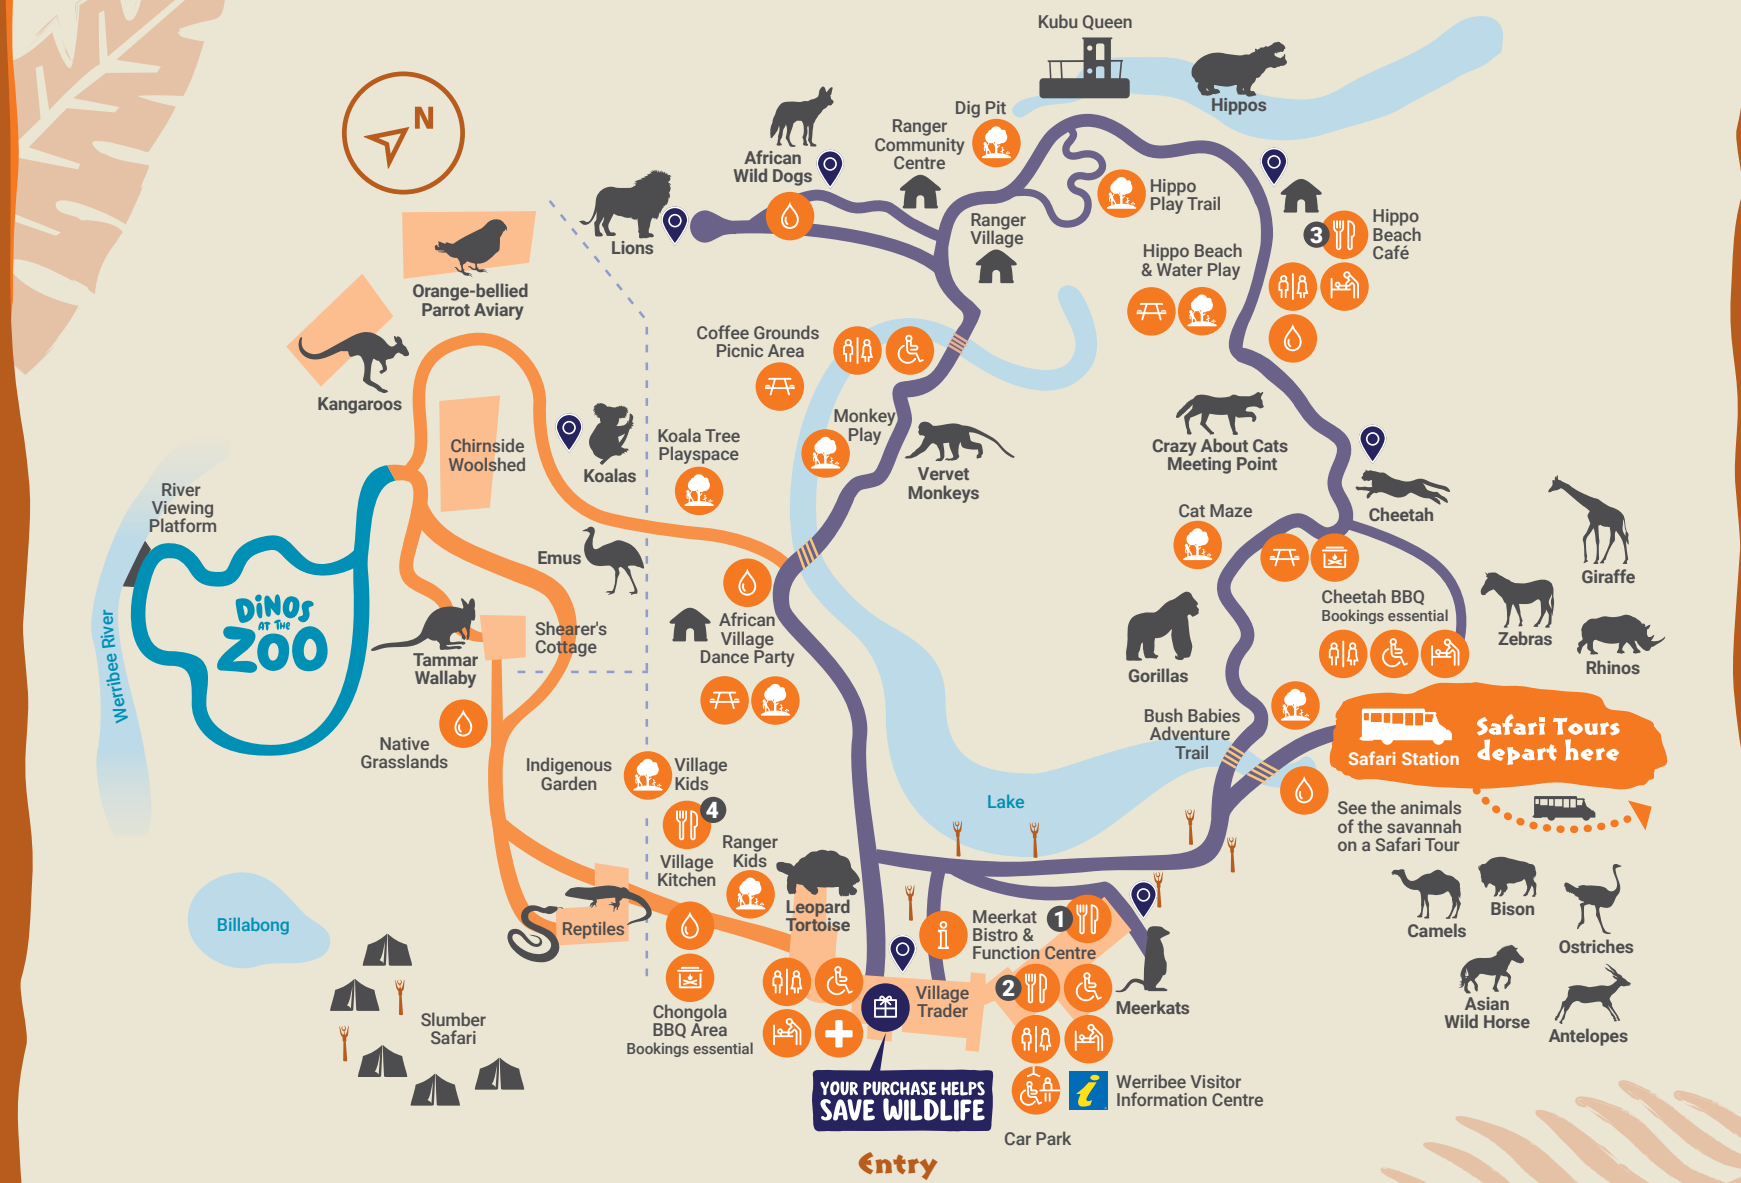 Kubu Queen
Hippos
N
Dig Pit
Ranger
Community
Centre
African
Wild Dogs
Hippo
Play Trail
Lions
Ranger
Village
3
Hippo
Beach
Café
Hippo Beach
& Water Play
Orange-bellied
Parrot Aviary
Coffee Grounds
Picnic Area
Kangaroos
Monkey
Play
Chirnside
Woolshed
Koalas
Koala Tree
Playspace
Vervet
Monkeys
Crazy About Cats
Meeting Point
Cheetah
River
Viewing
Platform
Cat Maze
Emus
Giraffe
Cheetah BBQ
Bookings essential
Zebras
Rhinos
DiNOS
AT THE
ZOO
Werribee River
Shearer's
Cottage
African
Village
Dance Party
Tammar
Wallaby
Gorillas
Native
Grasslands
Bush Babies
Adventure
Trail
Safari Station
Safari Tours
depart here
Indigenous
Garden
Village
Kids
4
Village
Kitchen
Ranger
Kids
Lake
See the animals
of the savannah
on a Safari Tour
Leopard
Tortoise
Reptiles
Billabong
Meerkat
Bistro &
Function Centre
1
2
Camels
Bison
Ostriches
Asian
Wild Horse
Antelopes
Village
Trader
Meerkats
Slumber
Safari
Chongola
BBQ Area
Bookings essential
YOUR PURCHASE HELPS
SAVE WILDLIFE
i
Werribee Visitor
Information Centre
Car Park
Entry